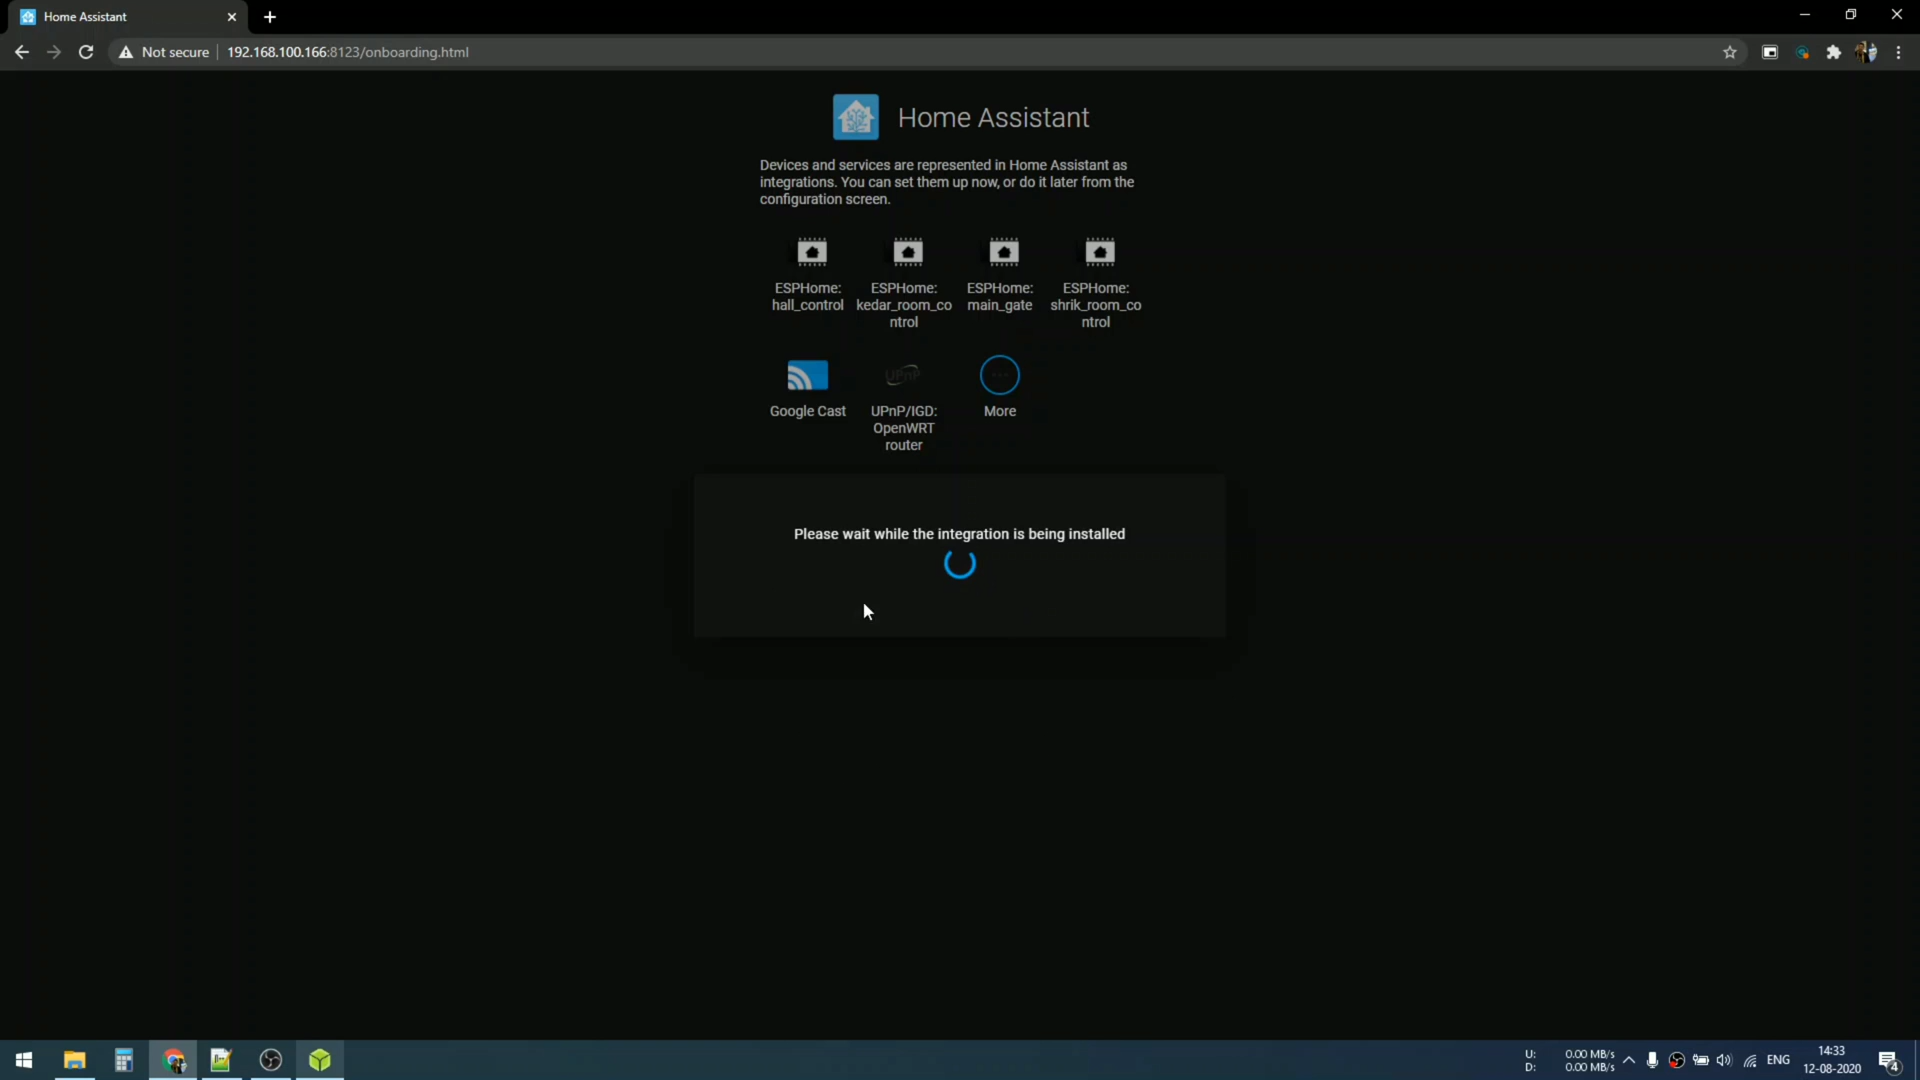 Home Assistant
Not secure
192.168.100.166:8123/onboarding.html
Home Assistant
Devices and services are represented in Home Assistant as
integrations. You can set them up now, or do it later from the
configuration screen.
ESPHome:
hall_control
ESPHome:
kedar_room_co
ntrol
ESPHome:
main_gate
ESPHome:
shrik_room_co
ntrol
Google Cast
UPnP
UPnP/IGD:
OpenWRT
router
More
Please wait while the integration is being installed
U: 0.00 MB/s
D: 0.00 MB/s
ENG
14:33
12-08-2020
4